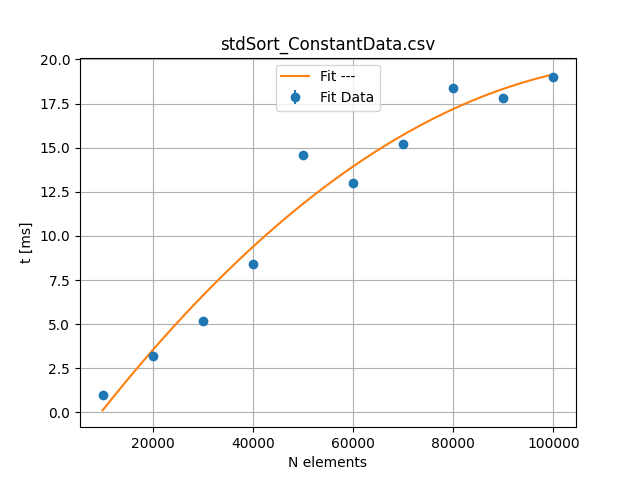 stdSort_ConstantData.csv
Fit ---
Fit Data
20.0
17.5
15.0
12.5
10.0
7.5
5.0
2.5
0.0
t [ms]
20000 40000 60000 80000 100000
N elements